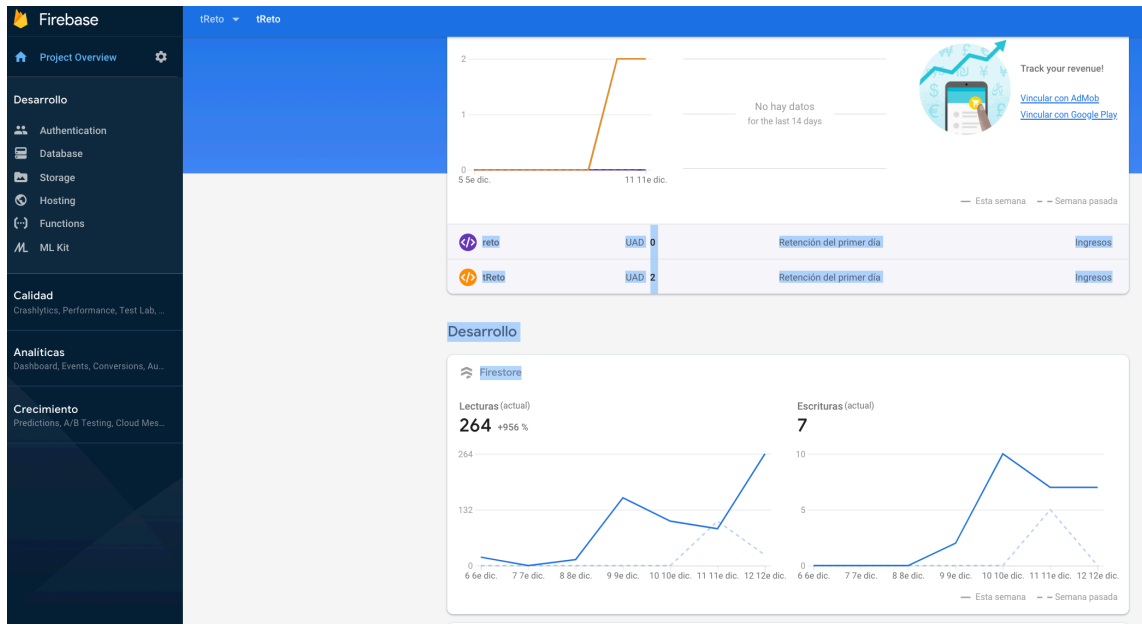 Firebase
Project Overview
Desarrollo
Authentication
Database
Storage
Hosting
Functions
ML Kit
Calidad
Crashlytics, Performance, Test Lab, ...
Analíticas
Dashboard, Events, Conversions, Au...
Crecimiento
Predictions, A/B Testing, Cloud Mes...
tReto tReto
2
1
0
5 5e dic. 11 11e dic.
No hay datos
for the last 14 days
Track your revenue!
Vincular con AdMob
Vincular con Google Play
Esta semana Semana pasada
reto UAD 0 Retención del primer día Ingresos
tReto UAD 2 Retención del primer día Ingresos
Desarrollo
Firestore
Lecturas (actual)
264 +956 %
264
132
0
6 6e dic. 7 7e dic. 8 8e dic. 9 9e dic. 10 10e dic. 11 11e dic. 12 12e dic.
Escrituras (actual)
7
10
5
0
6 6e dic. 7 7e dic. 8 8e dic. 9 9e dic. 10 10e dic. 11 11e dic. 12 12e dic.
Esta semana Semana pasada